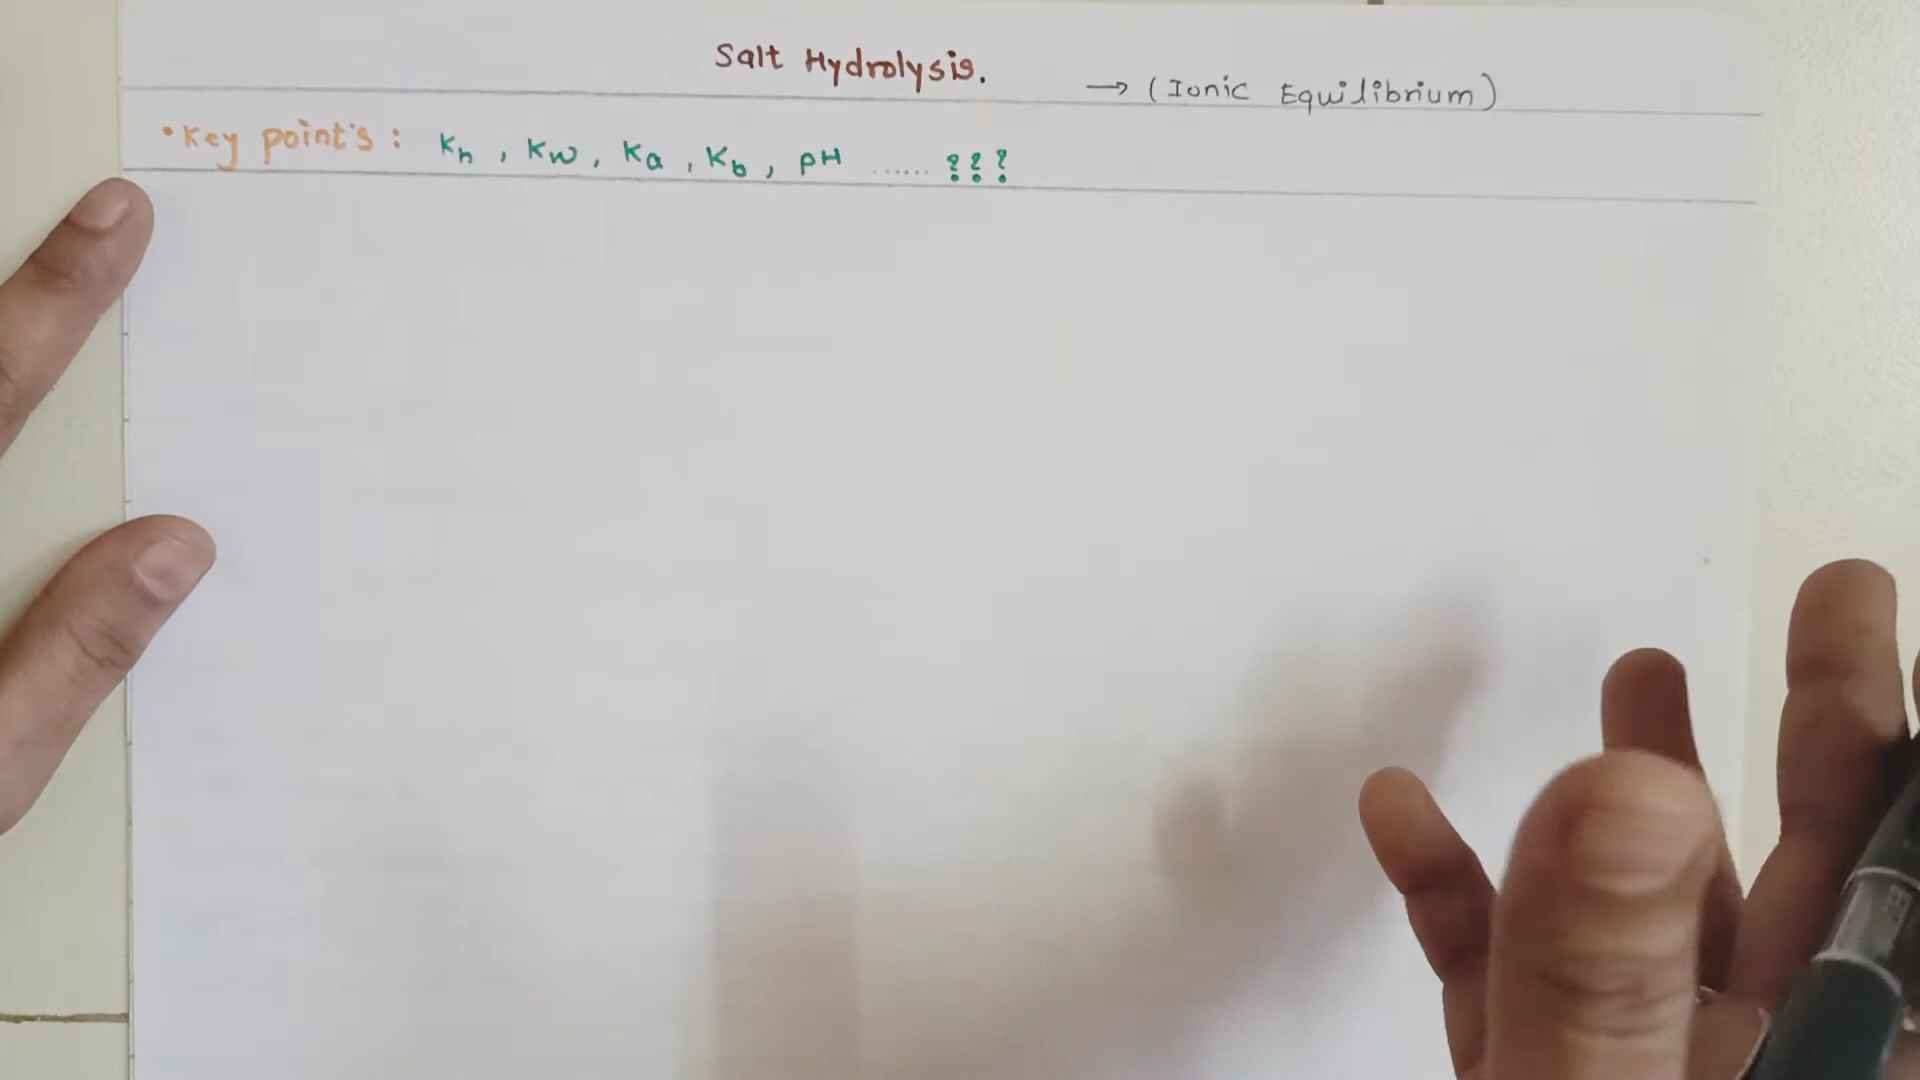 Salt Hydrolysis.
→ (Ionic Equilibrium)
• Key point's : Kh , Kw , Ka , Kb , pH ...... ???